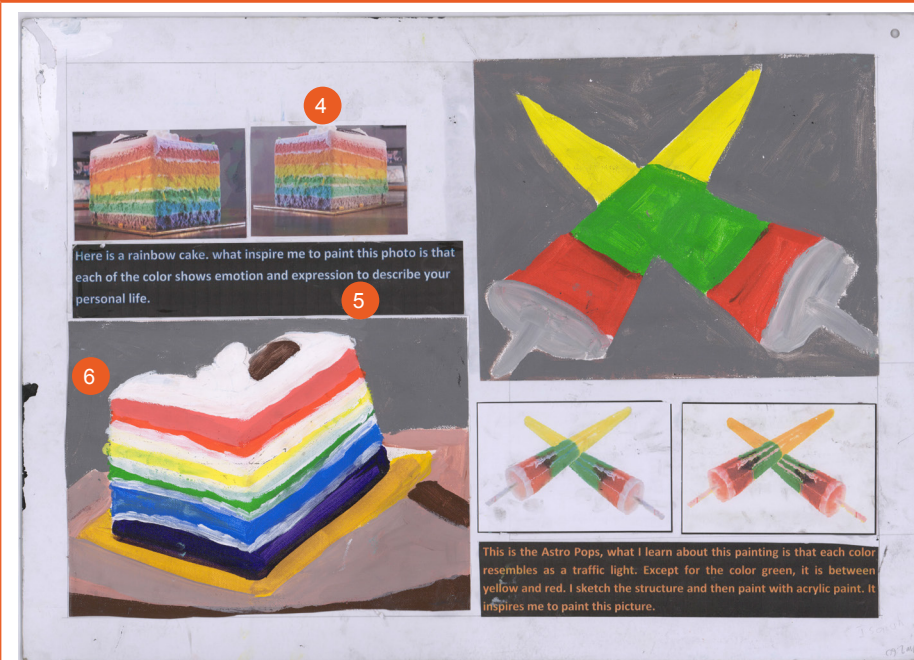 4
Here is a rainbow cake. what inspire me to paint this photo is that
each of the color shows emotion and expression to describe your
personal life.
5
6
This is the Astro Pops, what I learn about this painting is that each color
resembles as a traffic light. Except for the color green, it is between
yellow and red. I sketch the structure and then paint with acrylic paint. It
inspires me to paint this picture.